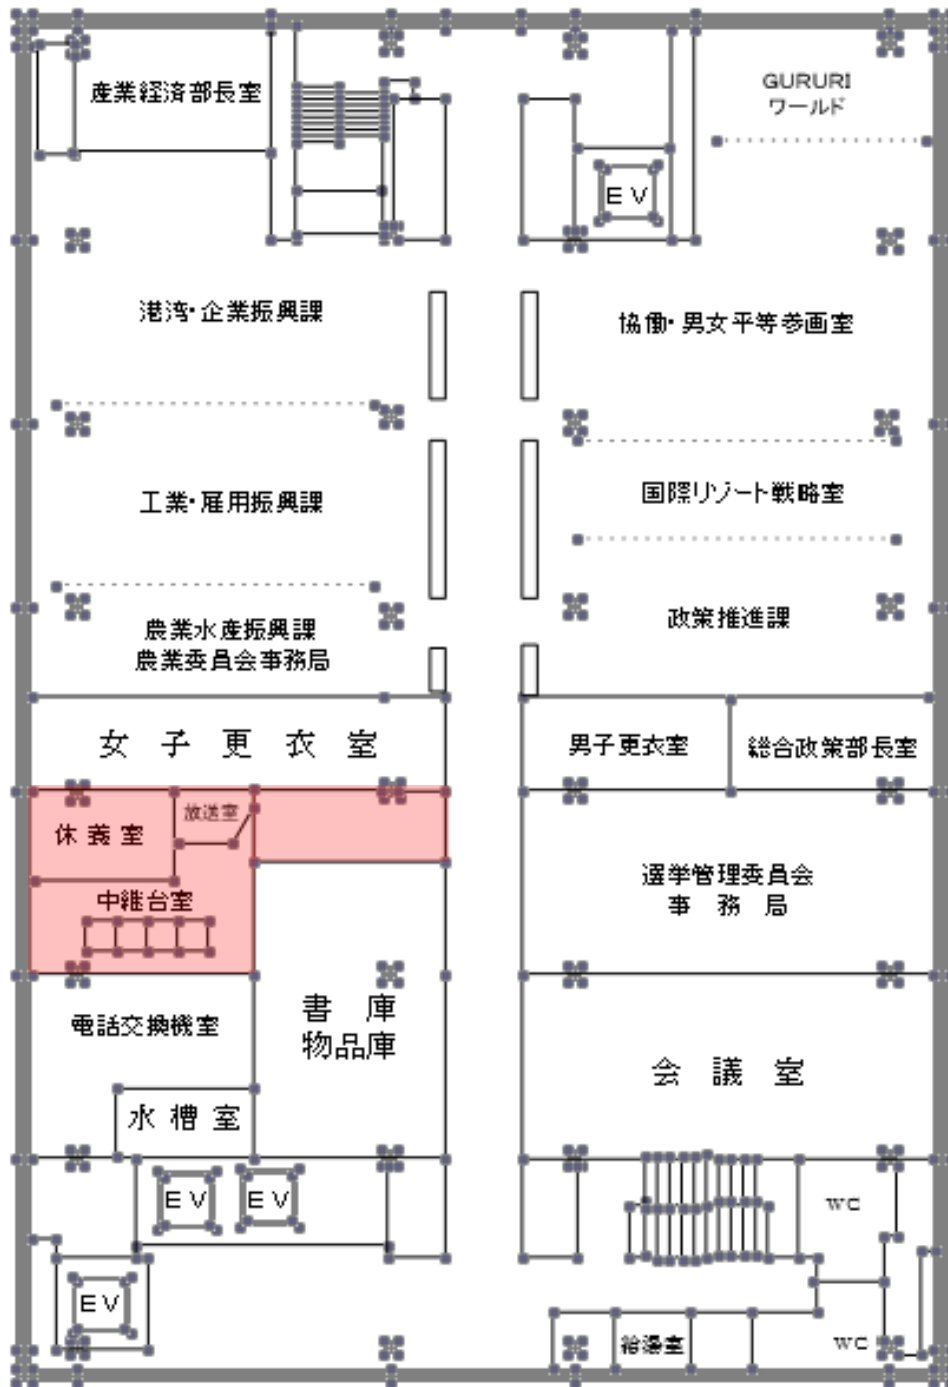 産業経済部長室
GURURI
ワールド
EV
港湾・企業振興課
協働・男女平等参画室
工業・雇用振興課
国際リゾート戦略室
農業水産振興課
農業委員会事務局
政策推進課
女子更衣室
男子更衣室
総合政策部長室
放送室
休養室
中継台室
選挙管理委員会
事務局
電話交換機室
書庫
物品庫
会議室
水槽室
EV
EV
WC
EV
給湯室
WC